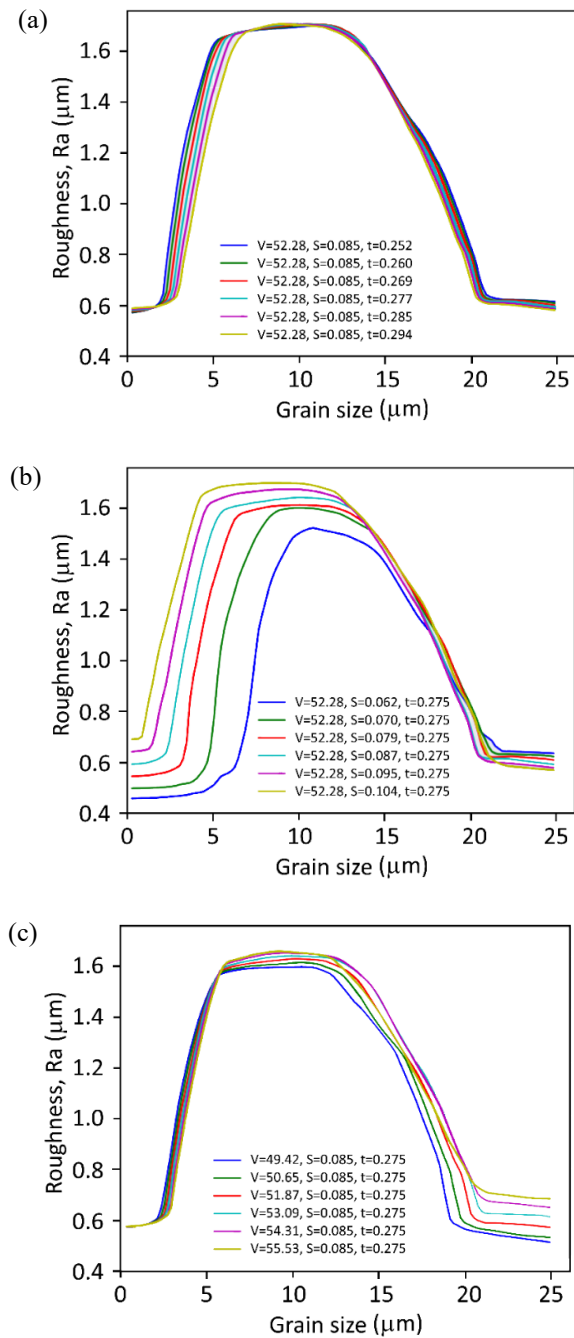 (a)
Roughness, Ra (μm)
1.6
1.4
1.2
1.0
0.8
0.6
0.4
V=52.28, S=0.085, t=0.252
V=52.28, S=0.085, t=0.260
V=52.28, S=0.085, t=0.269
V=52.28, S=0.085, t=0.277
V=52.28, S=0.085, t=0.285
V=52.28, S=0.085, t=0.294
0 5 10 15 20 25
Grain size (μm)
(b)
Roughness, Ra (μm)
1.6
1.4
1.2
1.0
0.8
0.6
0.4
V=52.28, S=0.062, t=0.275
V=52.28, S=0.070, t=0.275
V=52.28, S=0.079, t=0.275
V=52.28, S=0.087, t=0.275
V=52.28, S=0.095, t=0.275
V=52.28, S=0.104, t=0.275
0 5 10 15 20 25
Grain size (μm)
(c)
Roughness, Ra (μm)
1.6
1.4
1.2
1.0
0.8
0.6
0.4
V=49.42, S=0.085, t=0.275
V=50.65, S=0.085, t=0.275
V=51.87, S=0.085, t=0.275
V=53.09, S=0.085, t=0.275
V=54.31, S=0.085, t=0.275
V=55.53, S=0.085, t=0.275
0 5 10 15 20 25
Grain size (μm)